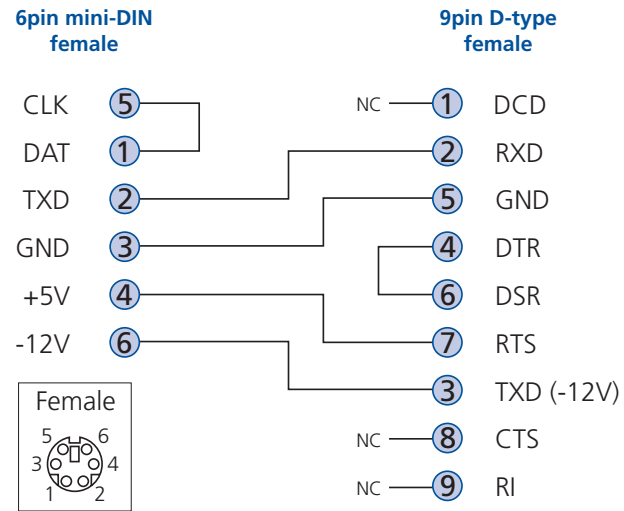 6pin mini-DIN
female
9pin D-type
female
CLK 5 NC 1 DCD
DAT 1 2 RXD
TXD 2 5 GND
GND 3 4 DTR
+5V 4 6 DSR
-12V 6 7 RTS
3 TXD (-12V)
NC 8 CTS
NC 9 RI
Female
5 6
3 4
1 2